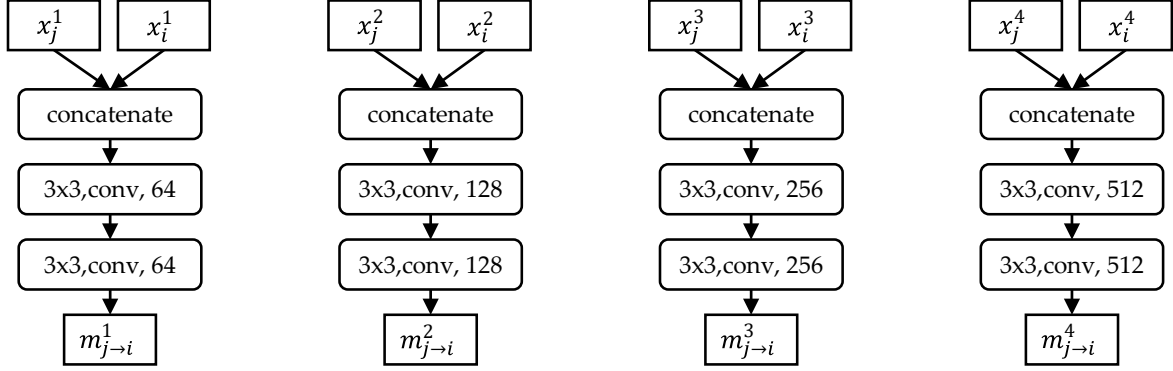 x_j^1 x_i^1
concatenate
3x3,conv, 64
3x3,conv, 64
m_{j→i}^1
x_j^2 x_i^2
concatenate
3x3,conv, 128
3x3,conv, 128
m_{j→i}^2
x_j^3 x_i^3
concatenate
3x3,conv, 256
3x3,conv, 256
m_{j→i}^3
x_j^4 x_i^4
concatenate
3x3,conv, 512
3x3,conv, 512
m_{j→i}^4